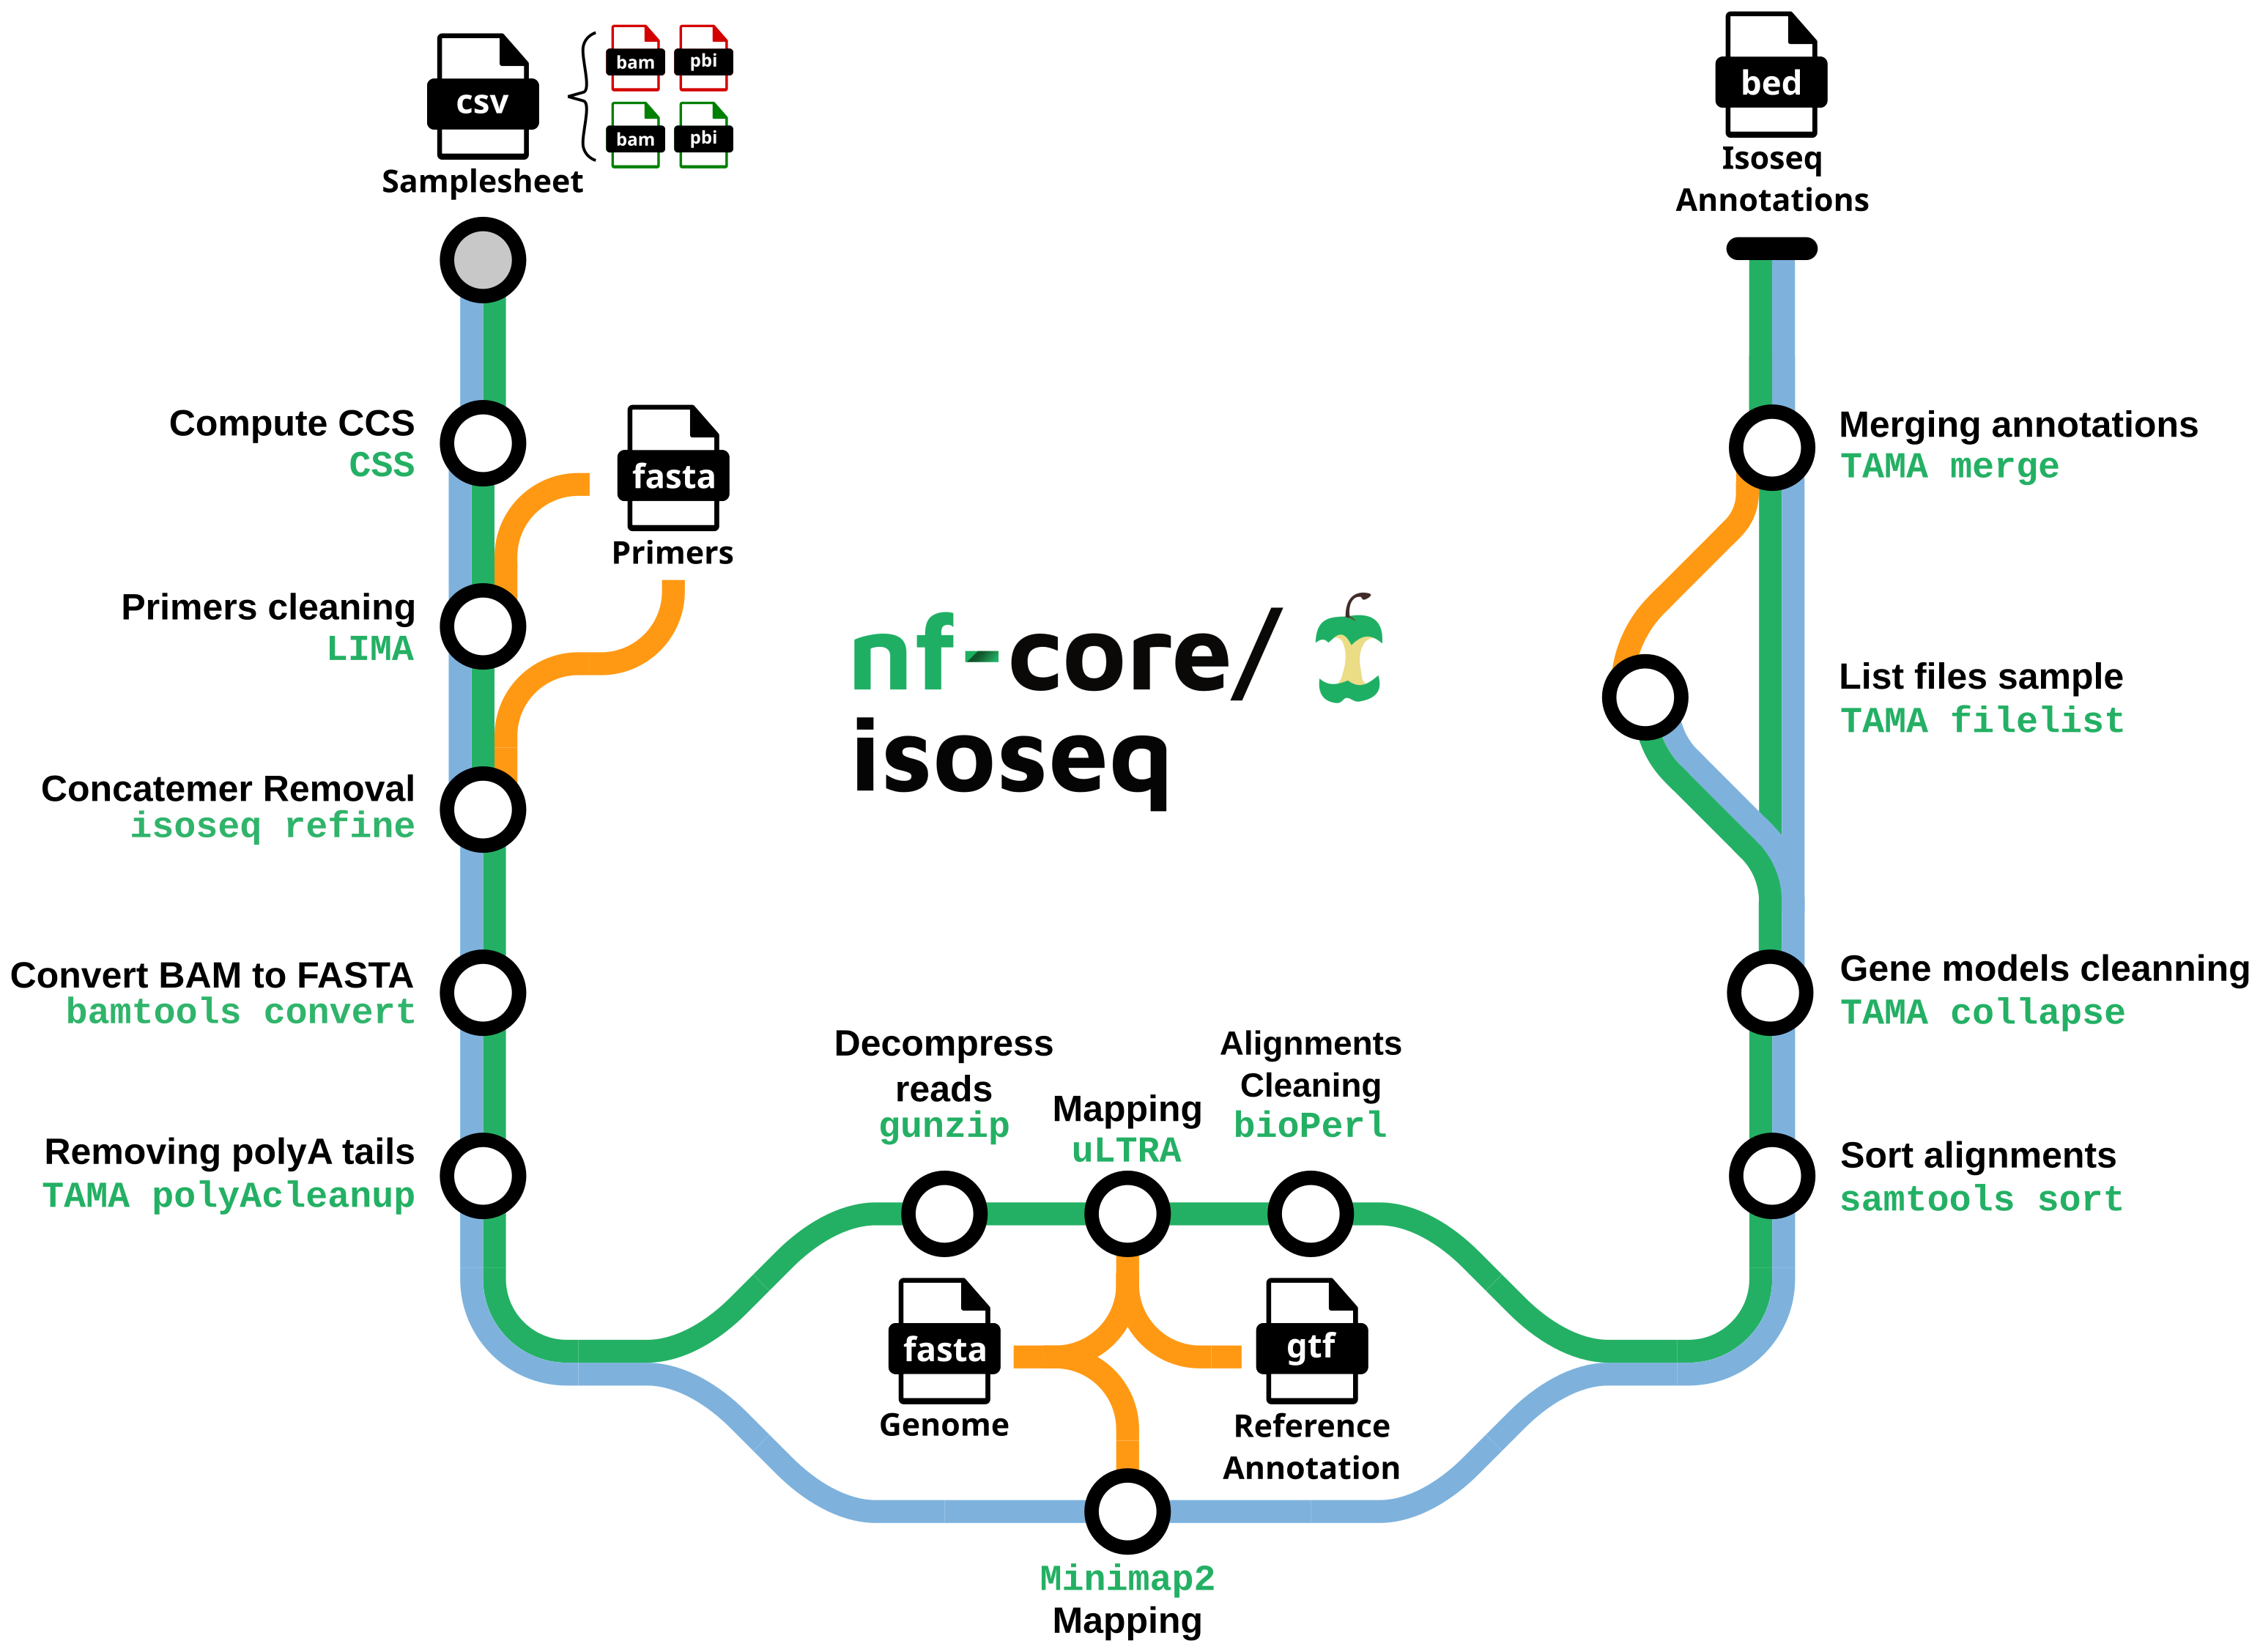 csv
bam
pbi
bam
pbi
Samplesheet
Compute CCS
CSS
fasta
Primers
Primers cleaning
LIMA
Concatemer Removal
isoseq refine
Convert BAM to FASTA
bamtools convert
Removing polyA tails
TAMA polyAcleanup
nf-core/
isoseq
Decompress
reads
gunzip
Mapping
uLTRA
Alignments
Cleaning
bioPerl
fasta
Genome
gtf
Reference
Annotation
Minimap2
Mapping
bed
Isoseq
Annotations
Merging annotations
TAMA merge
List files sample
TAMA filelist
Gene models cleanning
TAMA collapse
Sort alignments
samtools sort